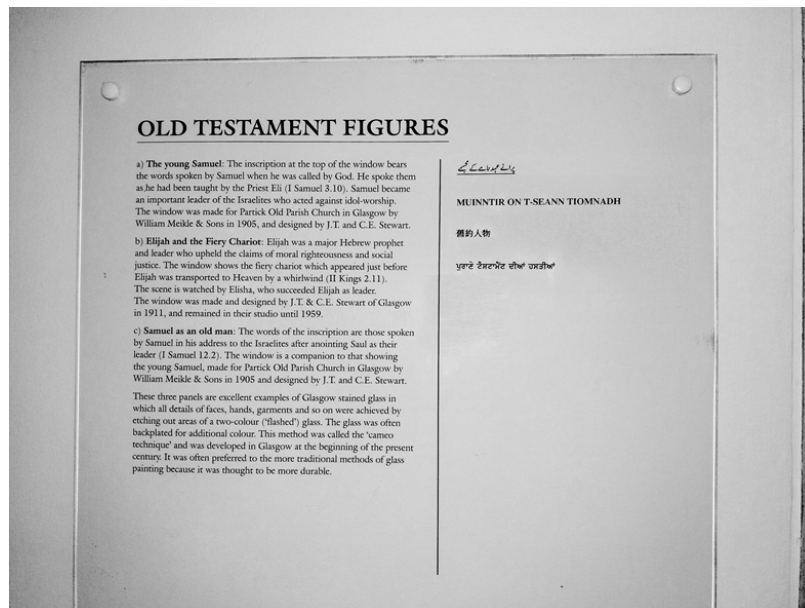 OLD TESTAMENT FIGURES
a) The young Samuel: The inscription at the top of the window bears
the words spoken by Samuel when he was called by God. He spoke them
as he had been taught by the Priest Eli (I Samuel 3.10). Samuel became
an important leader of the Israelites who acted against idol-worship.
The window was made for Partick Old Parish Church in Glasgow by
William Meikle & Sons in 1905, and designed by J.T. and C.E. Stewart.
b) Elijah and the Fiery Chariot: Elijah was a major Hebrew prophet
and leader who upheld the claims of moral righteousness and social
justice. The window shows the fiery chariot which appeared just before
Elijah was transported to Heaven by a whirlwind (II Kings 2.11).
The scene is watched by Elisha, who succeeded Elijah as leader.
The window was made and designed by J.T. & C.E. Stewart of Glasgow
in 1911, and remained in their studio until 1959.
c) Samuel as an old man: The words of the inscription are those spoken
by Samuel in his address to the Israelites after anointing Saul as their
leader (I Samuel 12.2). The window is a companion to that showing
the young Samuel, made for Partick Old Parish Church in Glasgow by
William Meikle & Sons in 1905 and designed by J.T. and C.E. Stewart.
These three panels are excellent examples of Glasgow stained glass in
which all details of faces, hands, garments and so on were achieved by
etching out areas of a two-colour ('flashed') glass. The glass was often
backplated for additional colour. This method was called the 'cameo
technique' and was developed in Glasgow at the beginning of the present
century. It was often preferred to the more traditional methods of glass
painting because it was thought to be more durable.
MUINNTIR ON T-SEANN TIOMNADH
舊約人物
ਪੁਰਾਣੇ ਟੈਸਟਾਮੈਂਟ ਦੀਆਂ ਹਸਤੀਆਂ